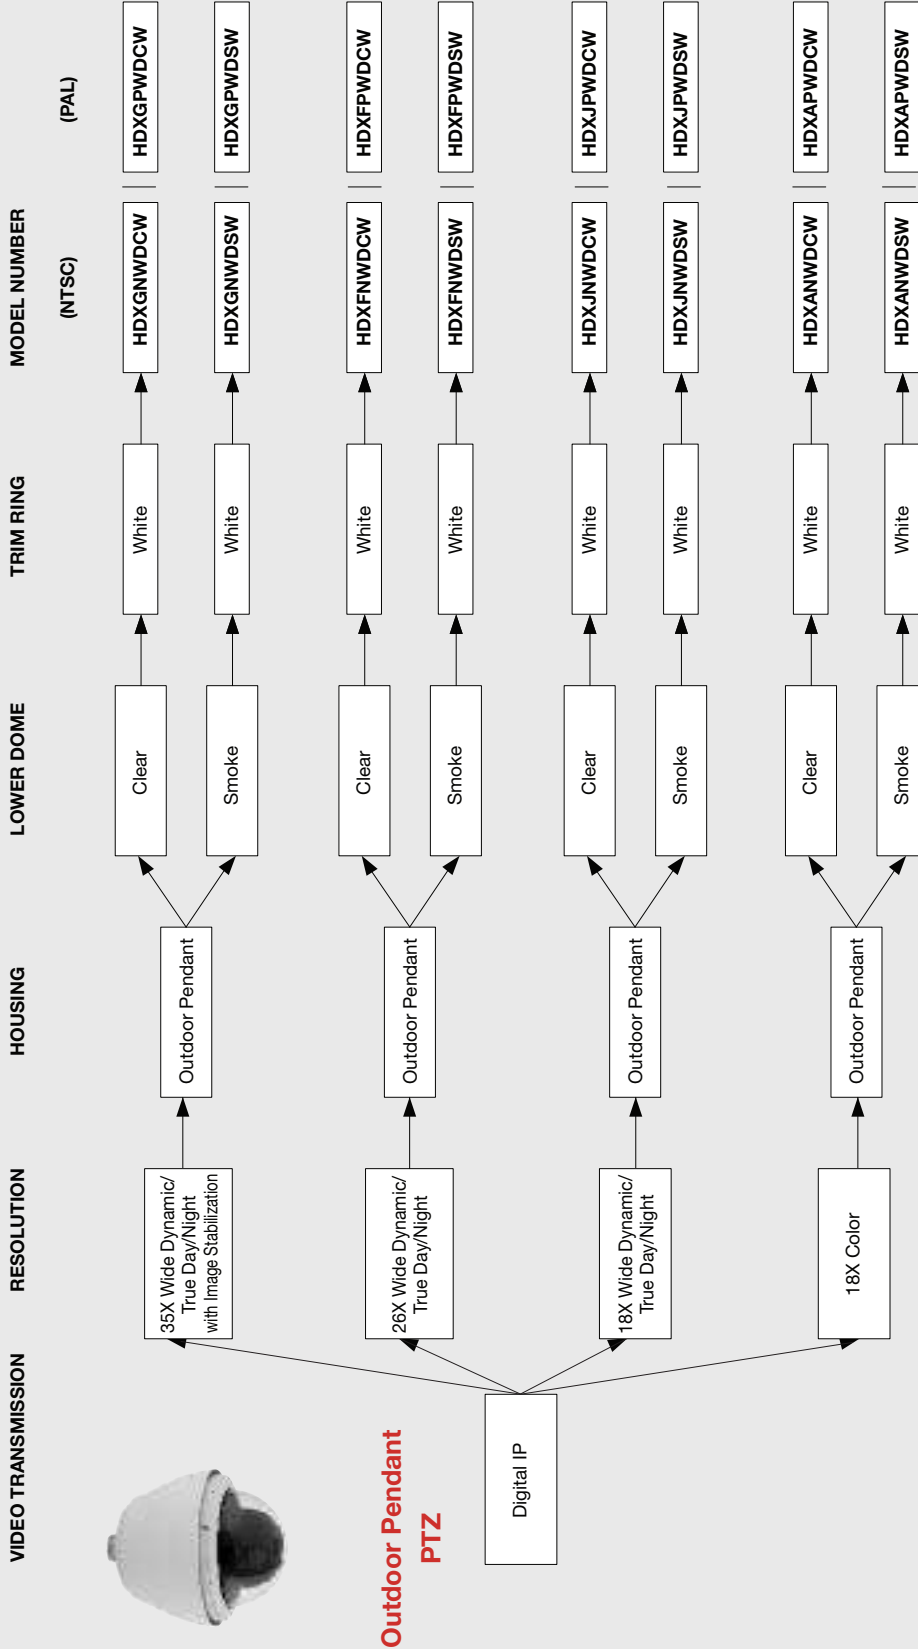 VIDEO TRANSMISSION
RESOLUTION
HOUSING
LOWER DOME
TRIM RING
MODEL NUMBER
(NTSC)
(PAL)
Outdoor Pendant
PTZ
Digital IP
35X Wide Dynamic/
True Day/Night
with Image Stabilization
Outdoor Pendant
Clear
White
HDXGNWDCW
HDXGPWDCW
Smoke
White
HDXGNWDSW
HDXGPWDSW
26X Wide Dynamic/
True Day/Night
Outdoor Pendant
Clear
White
HDXFNWDCW
HDXFPWDCW
Smoke
White
HDXFNWDSW
HDXFPWDSW
18X Wide Dynamic/
True Day/Night
Outdoor Pendant
Clear
White
HDXJNWDCW
HDXJPWDCW
Smoke
White
HDXJNWDSW
HDXJPWDSW
18X Color
Outdoor Pendant
Clear
White
HDXANWDCW
HDXAPWDCW
Smoke
White
HDXANWDSW
HDXAPWDSW